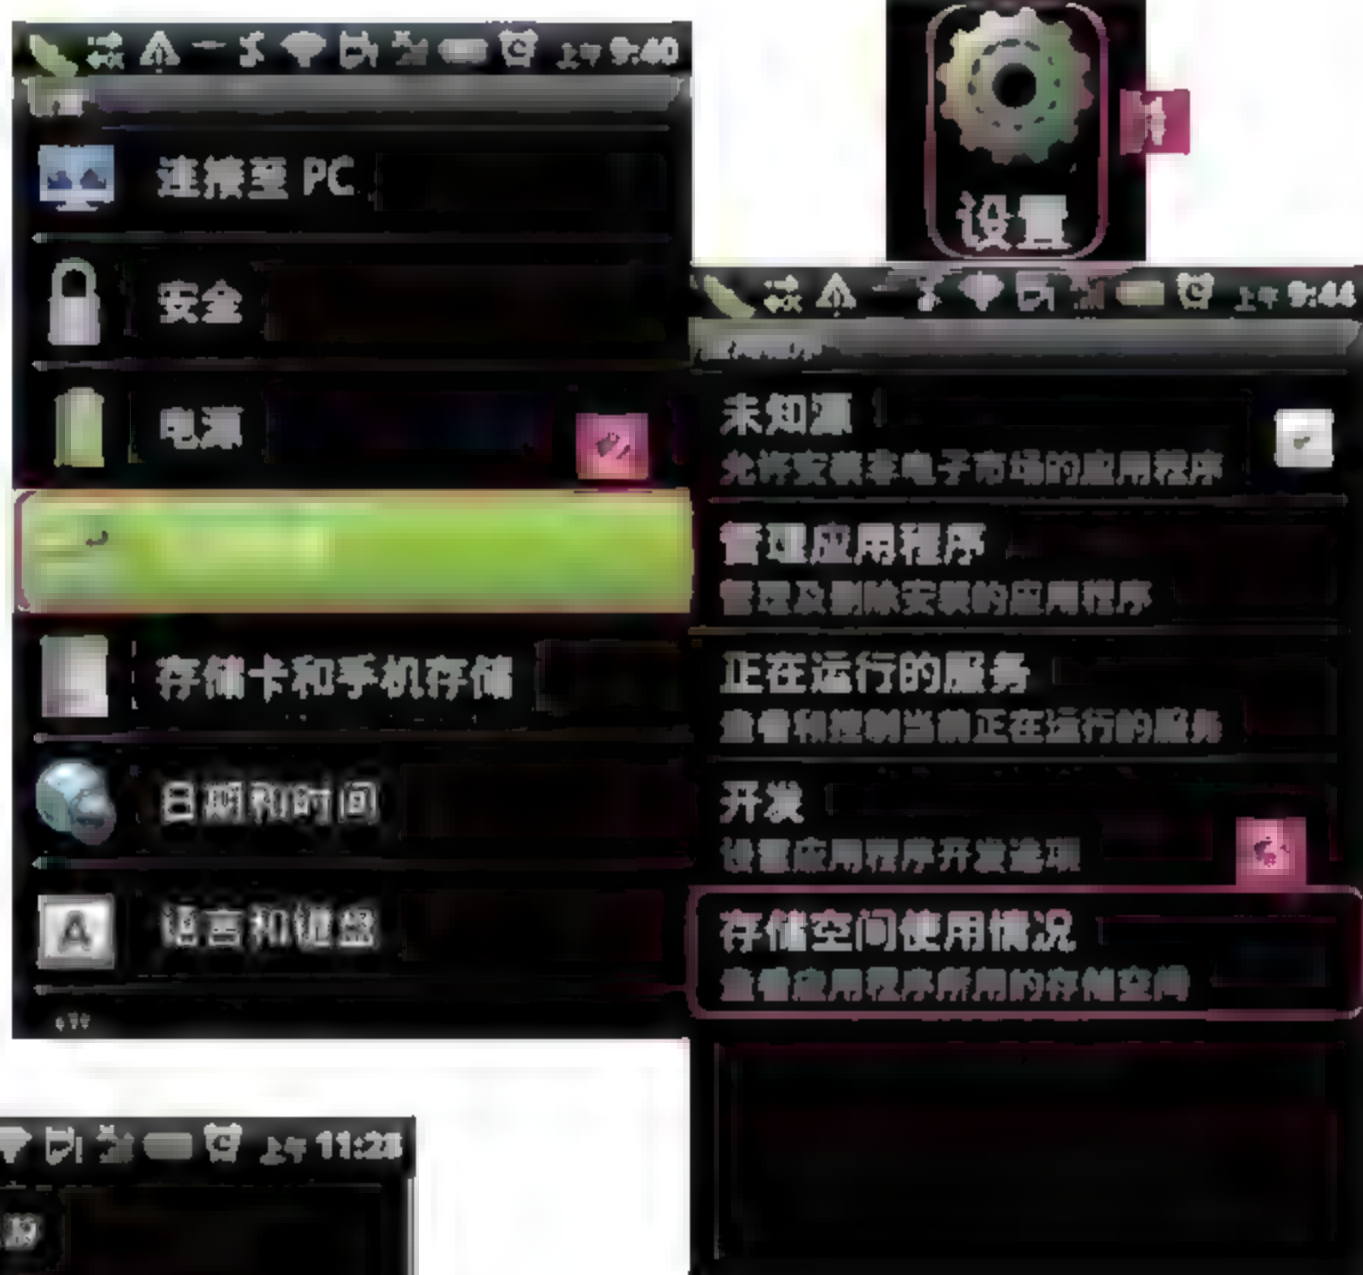 上午 9:40
连接至 PC
安全
电源
存储卡和手机存储
日期和时间
语言和键盘
设置
上午 9:44
未知源
允许安装非电子市场的应用程序
管理应用程序
管理及删除安装的应用程序
正在运行的服务
查看和控制当前正在运行的服务
开发
设置应用程序开发选项
存储空间使用情况
查看应用程序所用的存储空间
上午 11:28